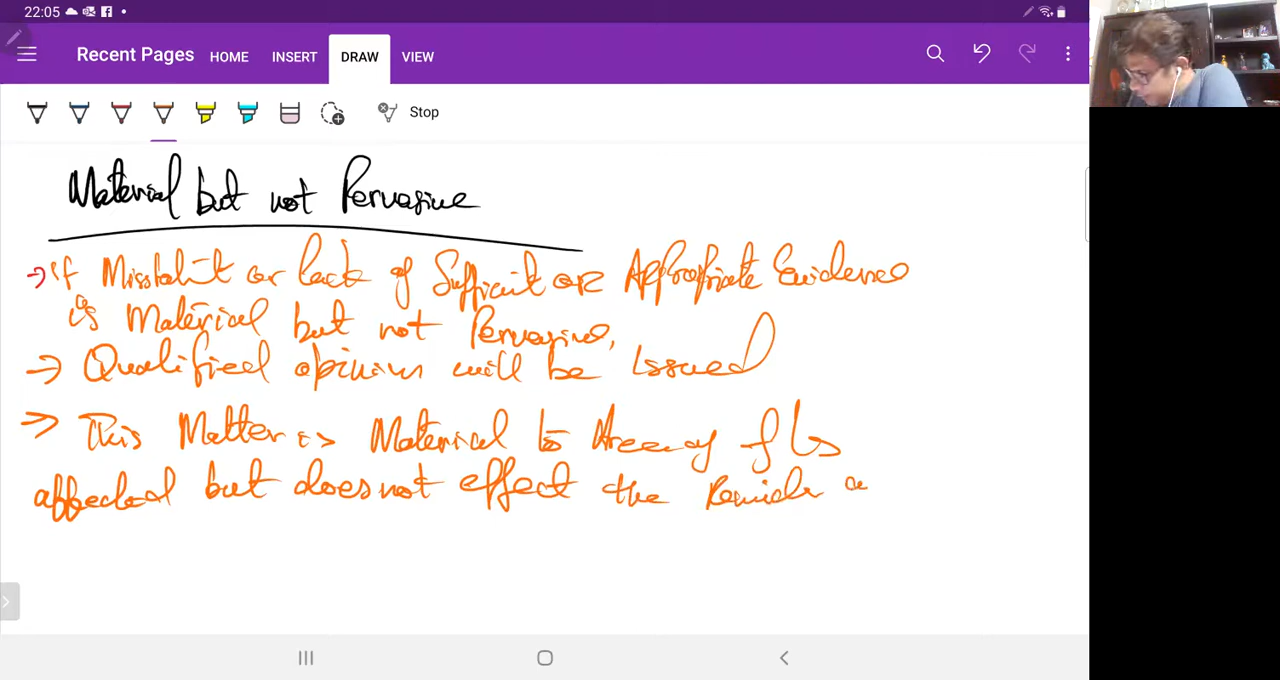 22:05
Recent Pages HOME INSERT DRAW VIEW
Stop
Material but not Pervasive
→ if Misstatnt or lack of Sufficint or Appropriate Evidence
is Material but not Pervasive,
→ Qualified opinion will be issued
→ This Matter is Material to Area of f/s
affected but does not effect the